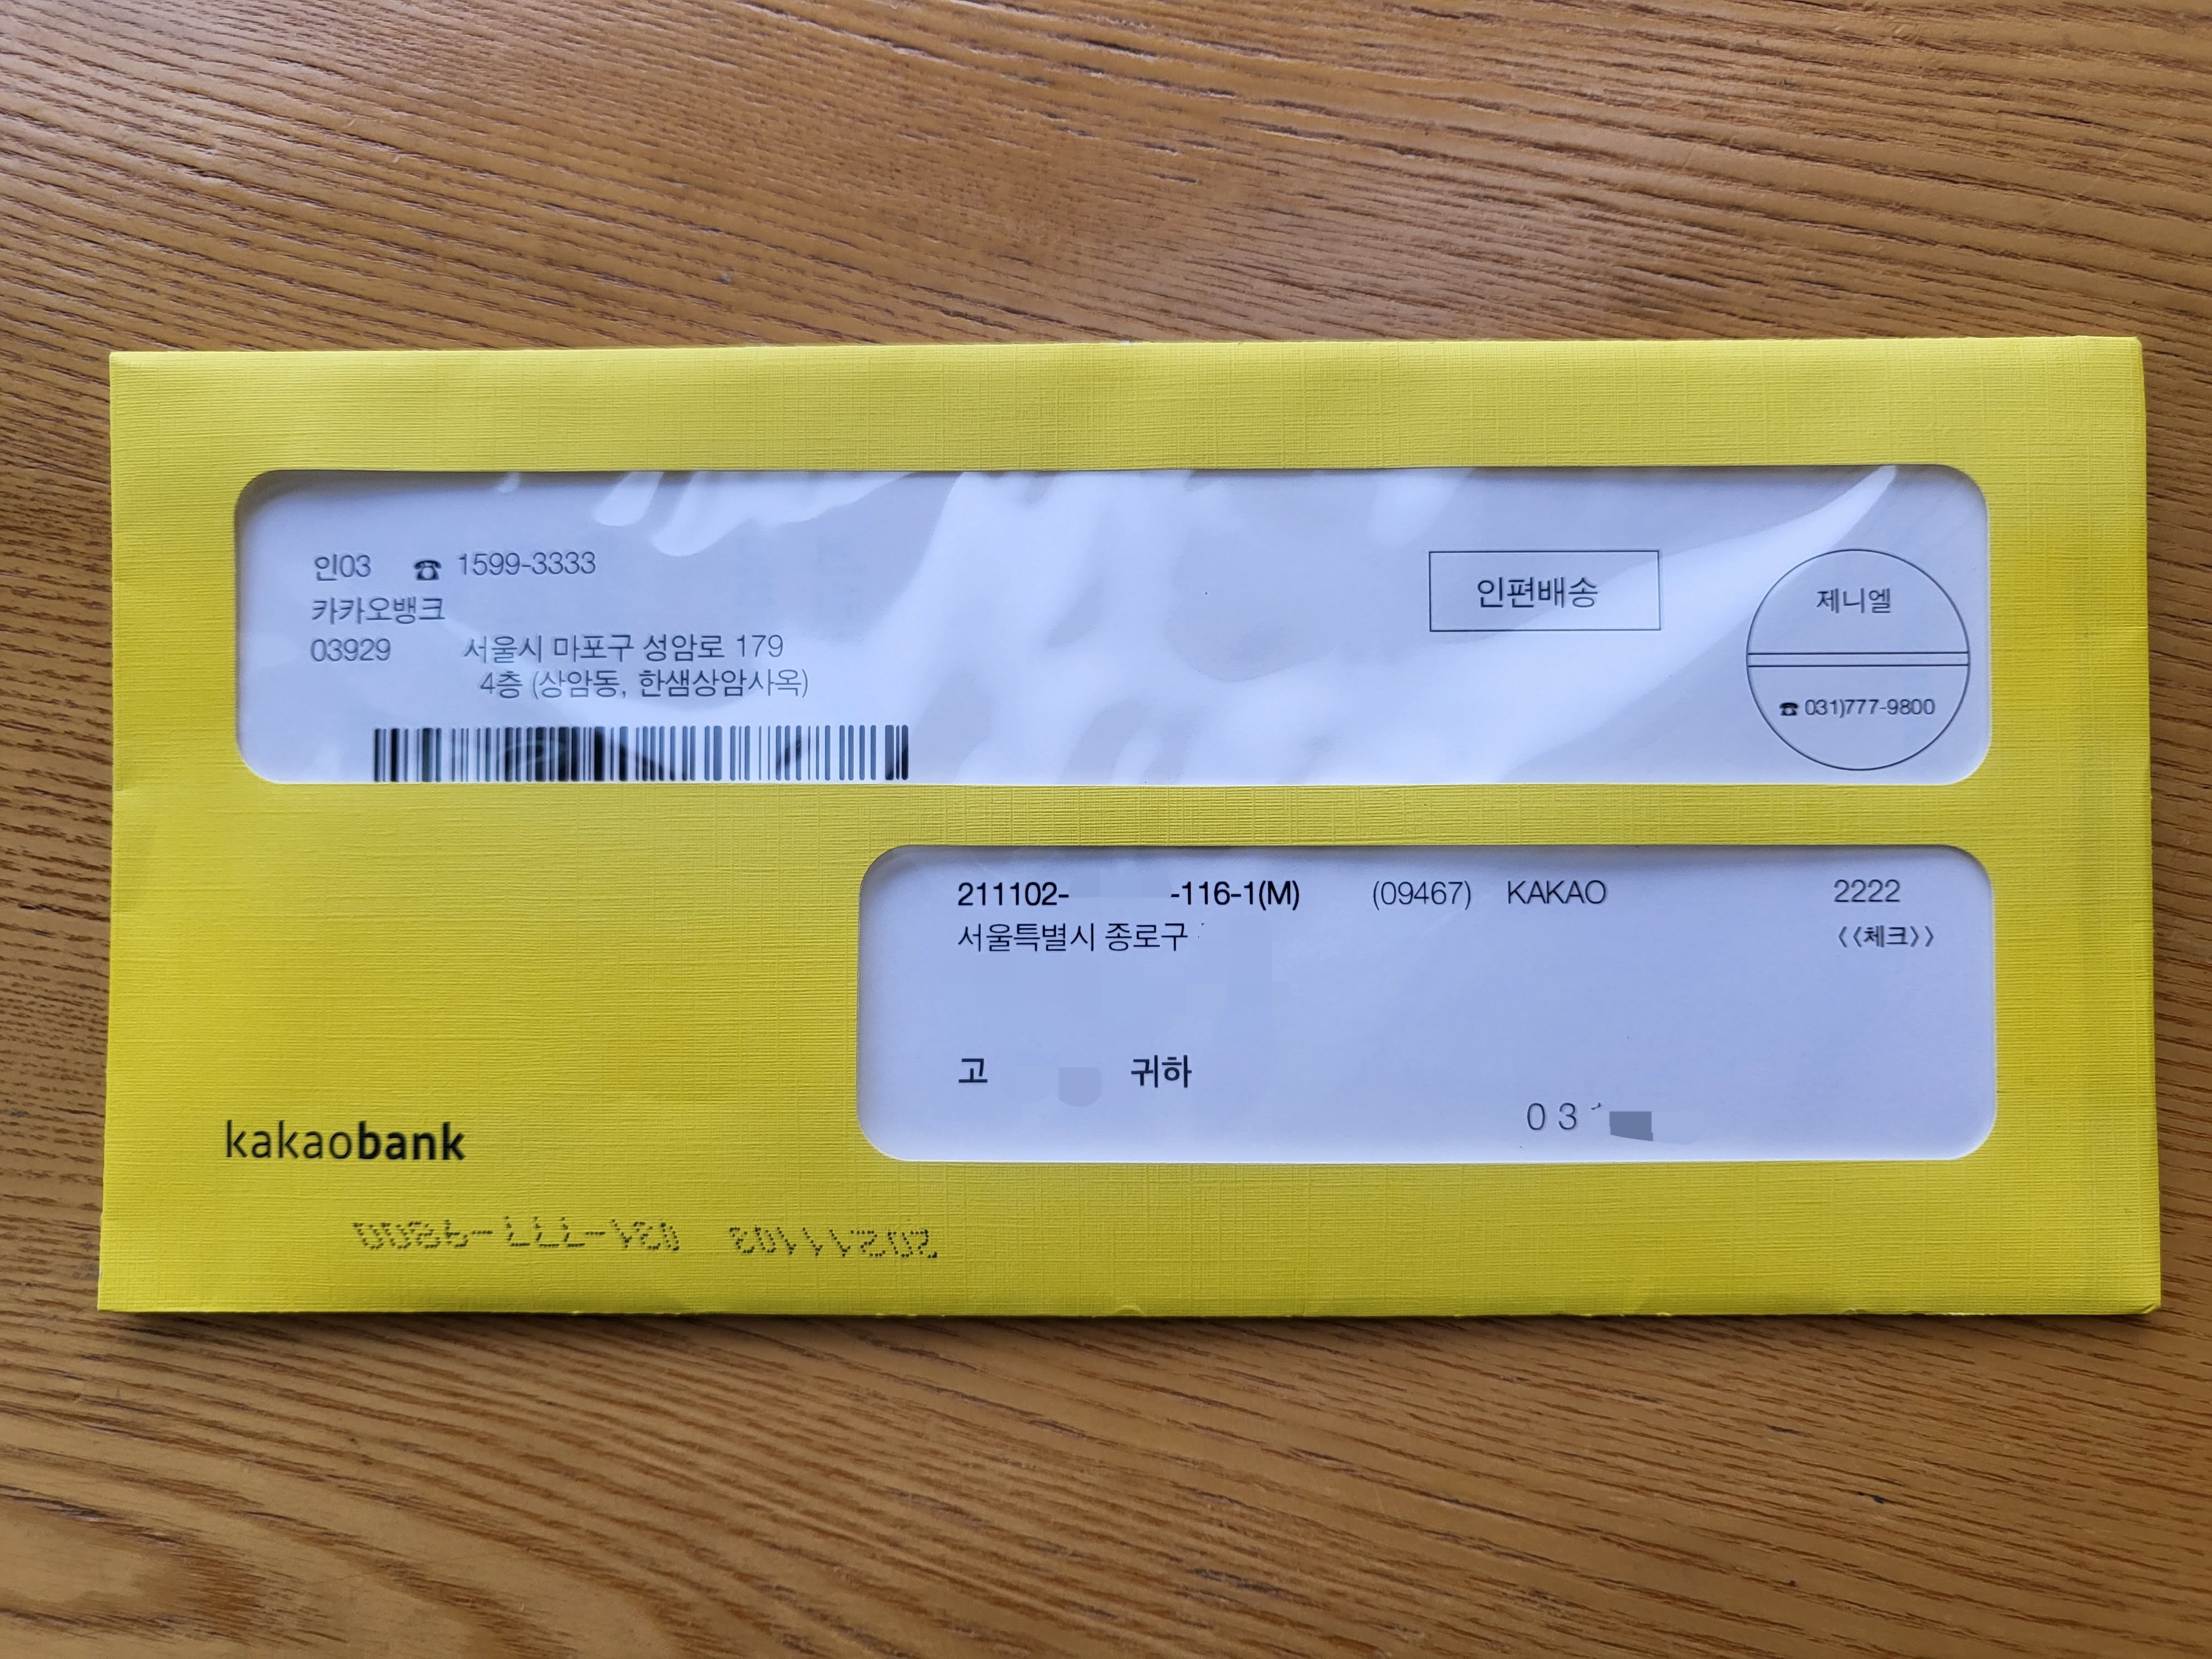 인03 ☎ 1599-3333
카카오뱅크
03929 서울시 마포구 성암로 179
4층 (상암동, 한샘상암사옥)
인편배송
제니엘
☎ 031)777-9800
211102- -116-1(M) (09467) KAKAO 2222
서울특별시 종로구 <<체크>>
고 귀하
03
kakaobank